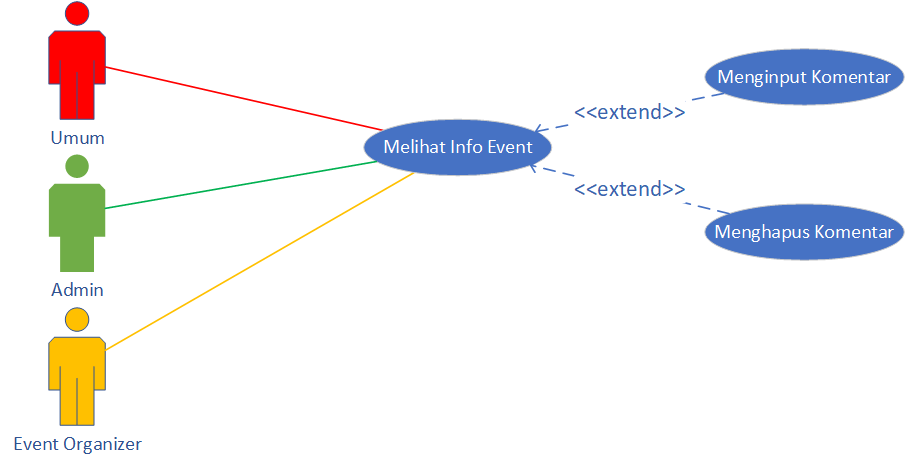 Umum
Admin
Event Organizer
Melihat Info Event
<<extend>>
<<extend>>
Menginput Komentar
Menghapus Komentar